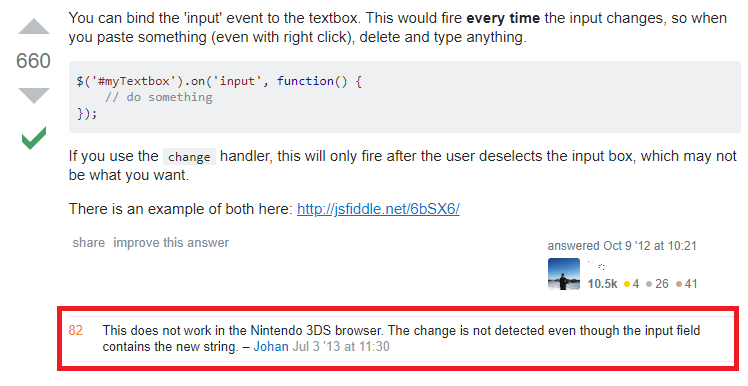 You can bind the 'input' event to the textbox. This would fire every time the input changes, so when
you paste something (even with right click), delete and type anything.
660
$('#myTextbox').on('input', function() {
// do something
});
If you use the change handler, this will only fire after the user deselects the input box, which may not
be what you want.
There is an example of both here: http://jsfiddle.net/6bSX6/
share improve this answer
answered Oct 9 '12 at 10:21
10.5k 4 26 41
82 This does not work in the Nintendo 3DS browser. The change is not detected even though the input field
contains the new string. – Johan Jul 3 '13 at 11:30